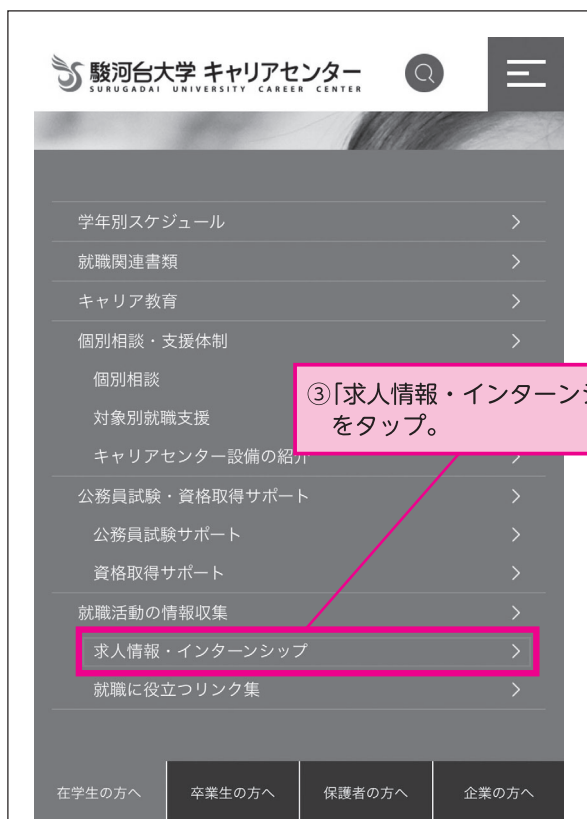 駿河台大学 キャリアセンター
SURUGADAI UNIVERSITY CAREER CENTER
学年別スケジュール
就職関連書類
キャリア教育
個別相談・支援体制
個別相談
③「求人情報・インターンシ
をタップ。
対象別就職支援
キャリアセンター設備の紹介
公務員試験・資格取得サポート
公務員試験サポート
資格取得サポート
就職活動の情報収集
求人情報・インターンシップ
就職に役立つリンク集
在学生の方へ 卒業生の方へ 保護者の方へ 企業の方へ